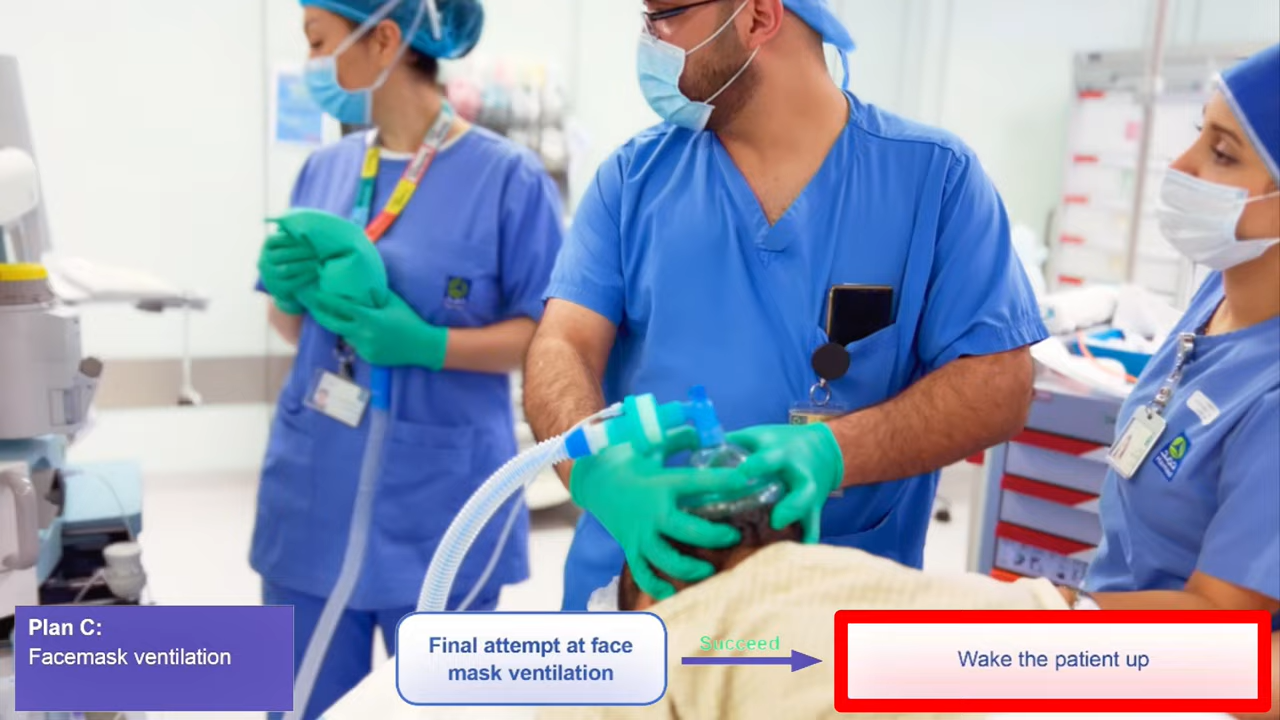 Plan C:
Facemask ventilation
Final attempt at face
mask ventilation
Succeed
Wake the patient up